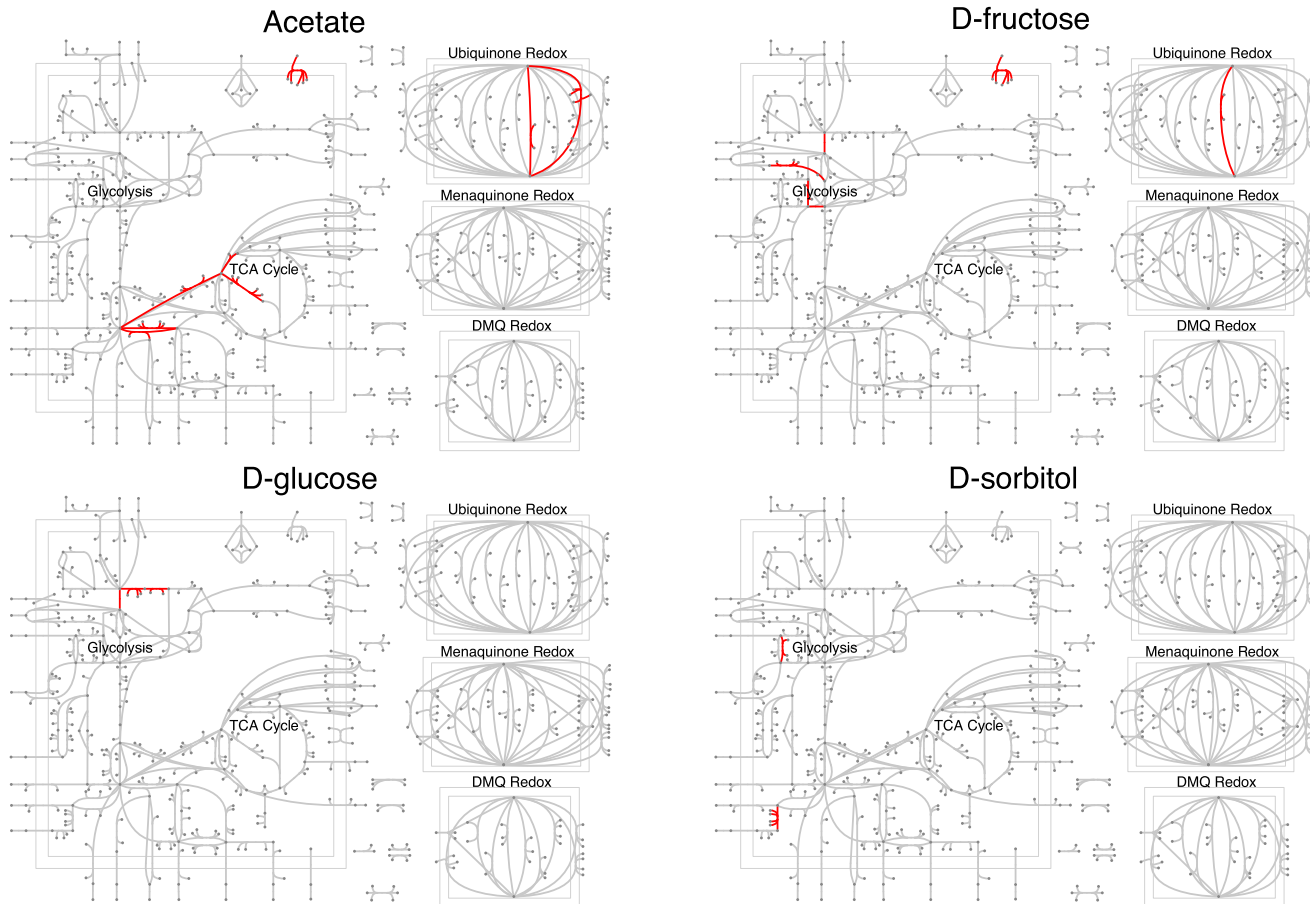 Acetate
Ubiquinone Redox
Glycolysis
Menaquinone Redox
TCA Cycle
DMQ Redox
D-fructose
Ubiquinone Redox
Glycolysis
Menaquinone Redox
TCA Cycle
DMQ Redox
D-glucose
Ubiquinone Redox
Glycolysis
Menaquinone Redox
TCA Cycle
DMQ Redox
D-sorbitol
Ubiquinone Redox
Glycolysis
Menaquinone Redox
TCA Cycle
DMQ Redox